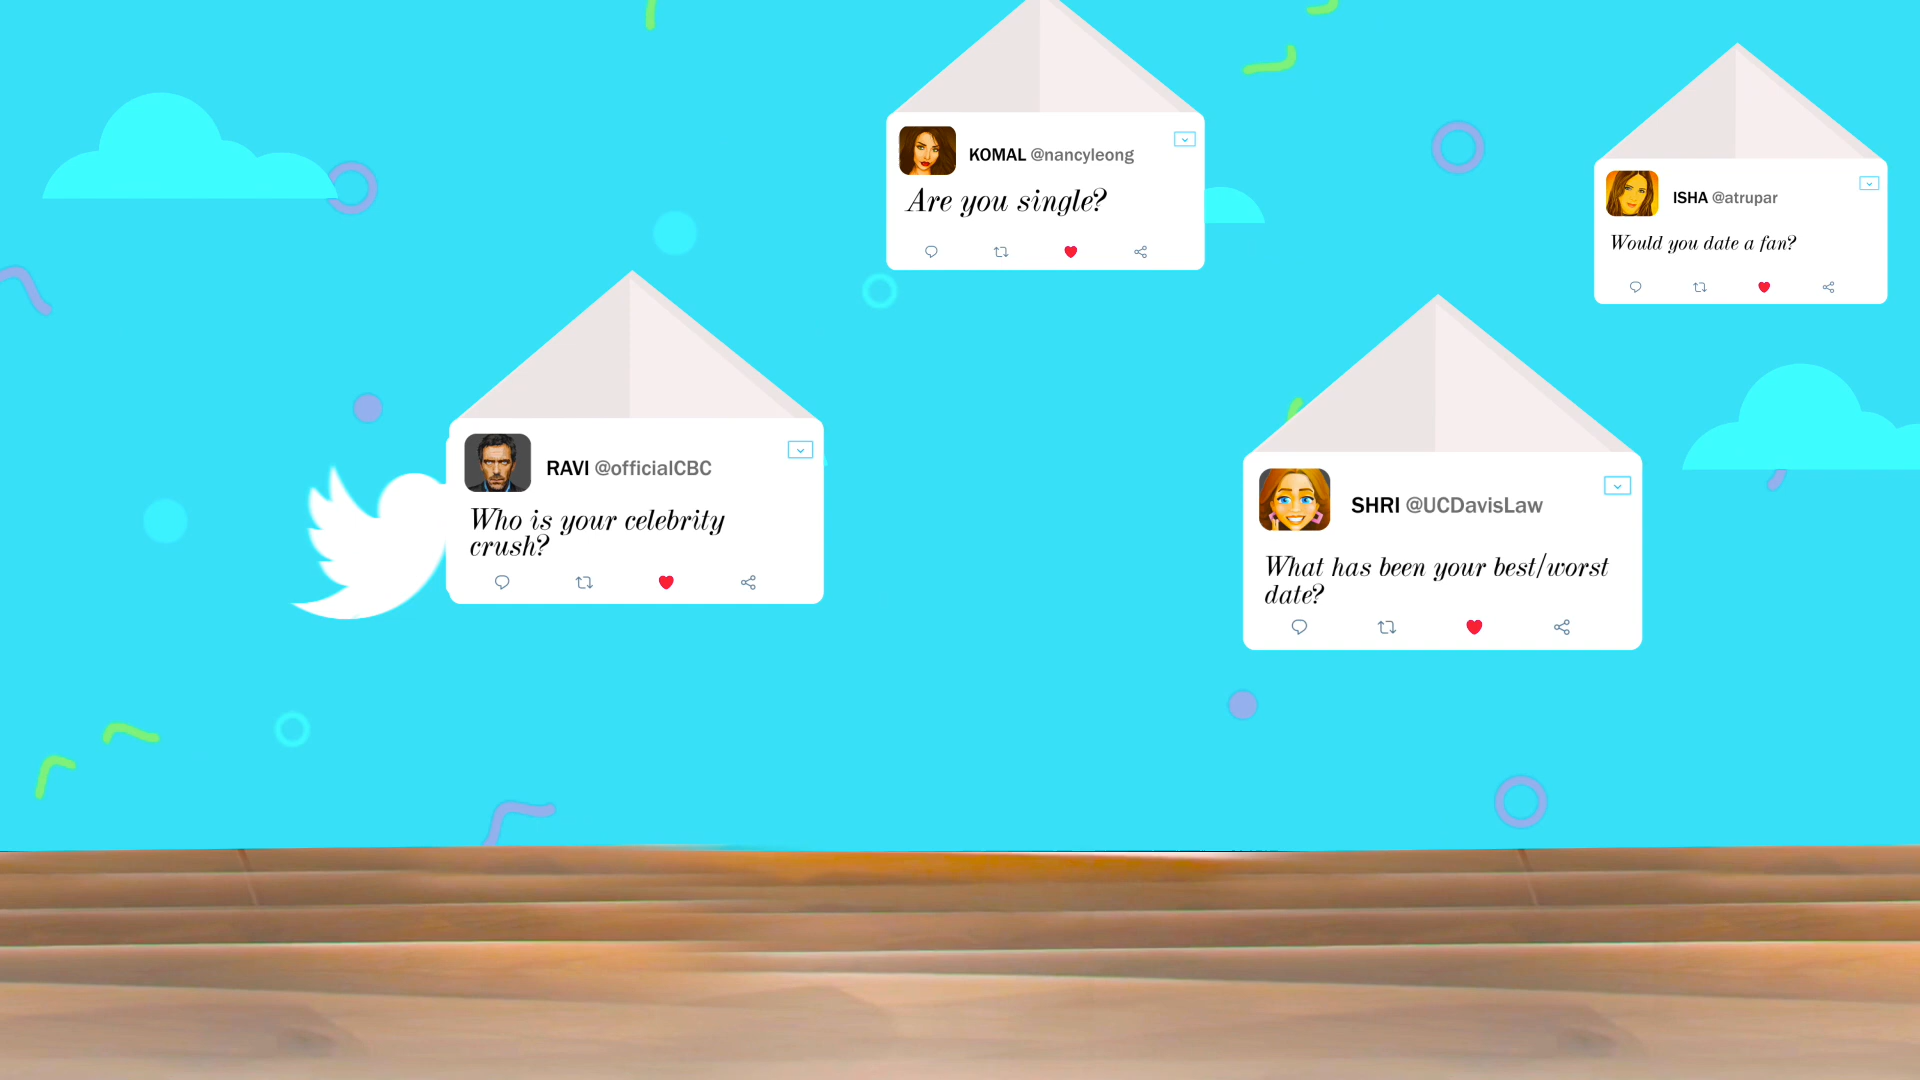 KOMAL @nancyleong
Are you single?
ISHA @atrupar
Would you date a fan?
RAVI @officialCBC
Who is your celebrity
crush?
SHRI @UCDavisLaw
What has been your best/worst
date?